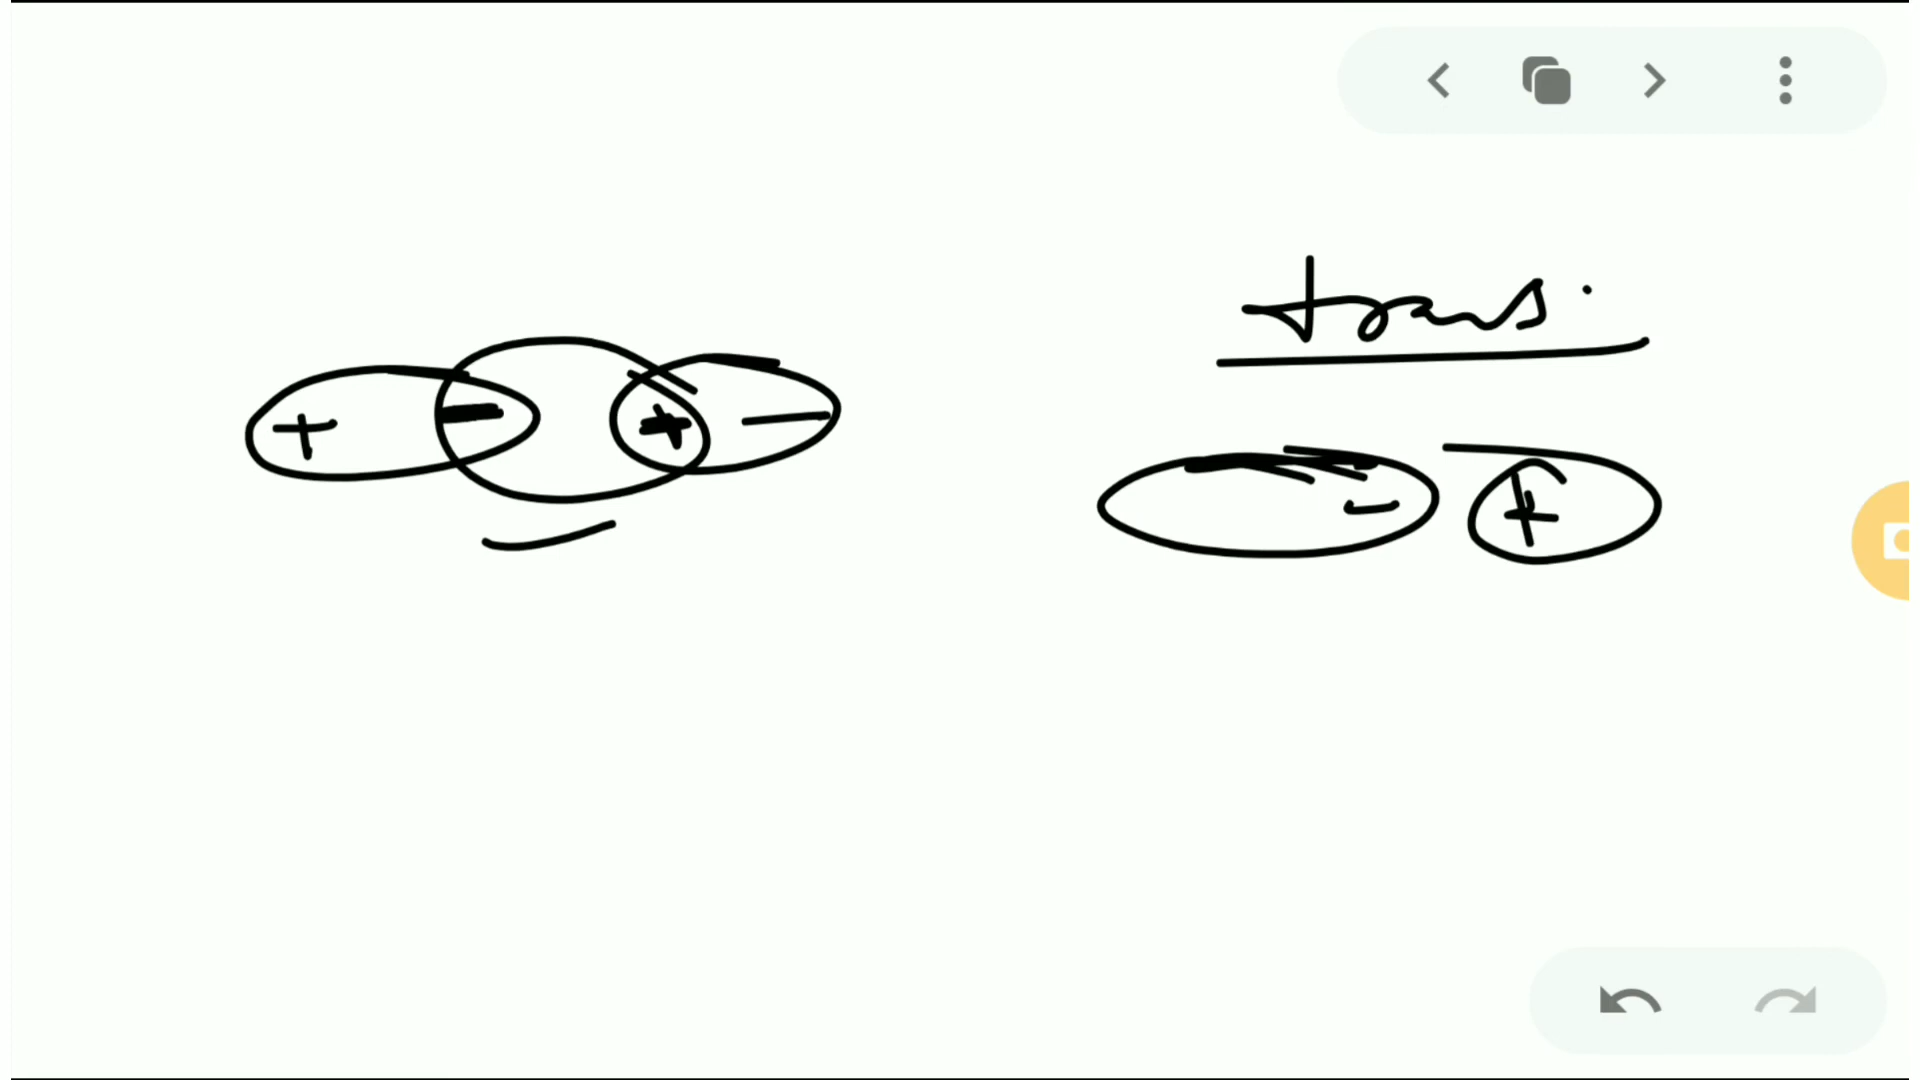 trans.
+ - + -
- +